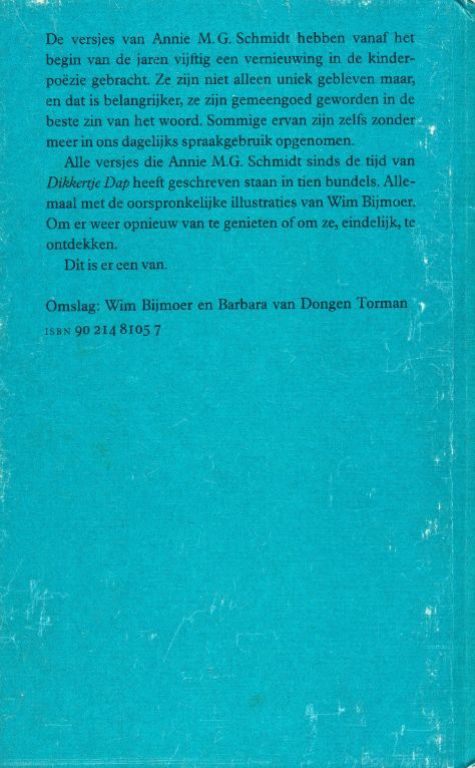 De versjes van Annie M.G. Schmidt hebben vanaf het
begin van de jaren vijftig een vernieuwing in de kinder-
poëzie gebracht. Ze zijn niet alleen uniek gebleven maar,
en dat is belangrijker, ze zijn gemeengoed geworden in de
beste zin van het woord. Sommige ervan zijn zelfs zonder
meer in ons dagelijks spraakgebruik opgenomen.
Alle versjes die Annie M.G. Schmidt sinds de tijd van
Dikkertje Dap heeft geschreven staan in tien bundels. Alle-
maal met de oorspronkelijke illustraties van Wim Bijmoer.
Om er weer opnieuw van te genieten of om ze, eindelijk, te
ontdekken.
Dit is er een van.
Omslag: Wim Bijmoer en Barbara van Dongen Torman
ISBN 90 214 8105 7